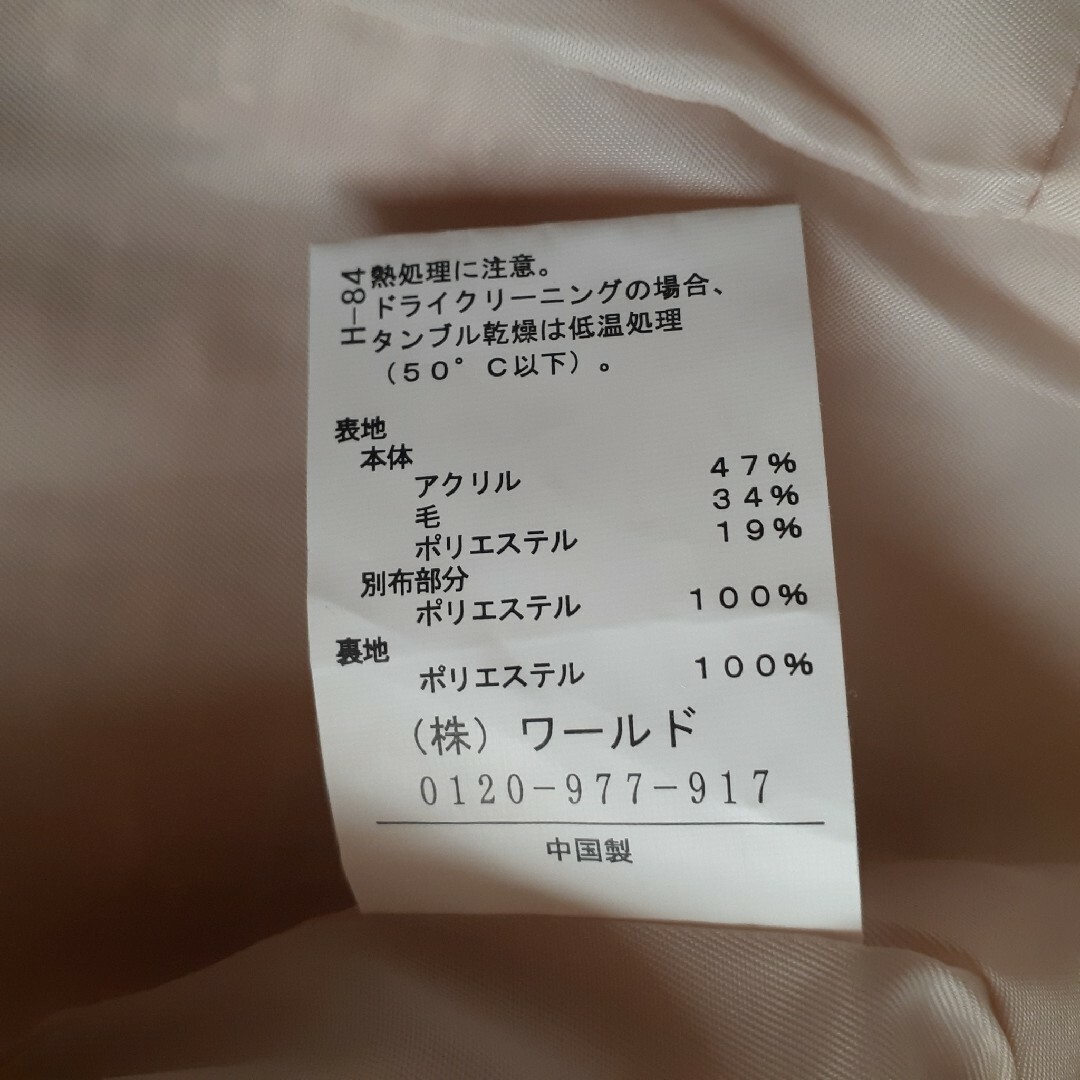 H-84
熱処理に注意。
ドライクリーニングの場合、
タンブル乾燥は低温処理
（５０°Ｃ以下）。
表地
本体
アクリル ４７％
毛 ３４％
ポリエステル １９％
別布部分
ポリエステル １００％
裏地
ポリエステル １００％
（株）ワールド
0120-977-917
中国製